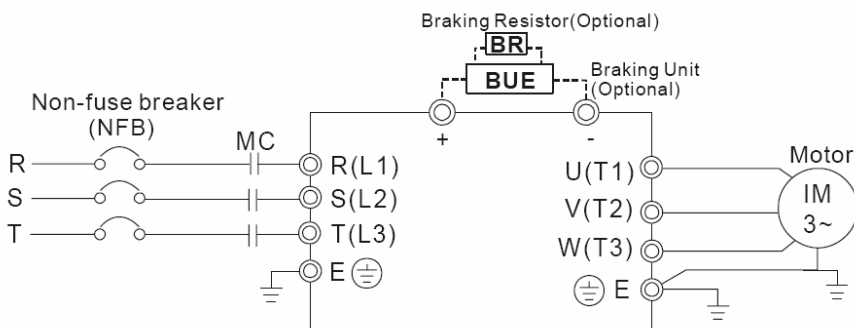 Braking Resistor(Optional)
BR
BUE
Braking Unit
(Optional)
Non-fuse breaker
(NFB)
MC
+
-
R
R(L1)
U(T1)
Motor
S
S(L2)
V(T2)
IM
3~
T
T(L3)
W(T3)
E
E